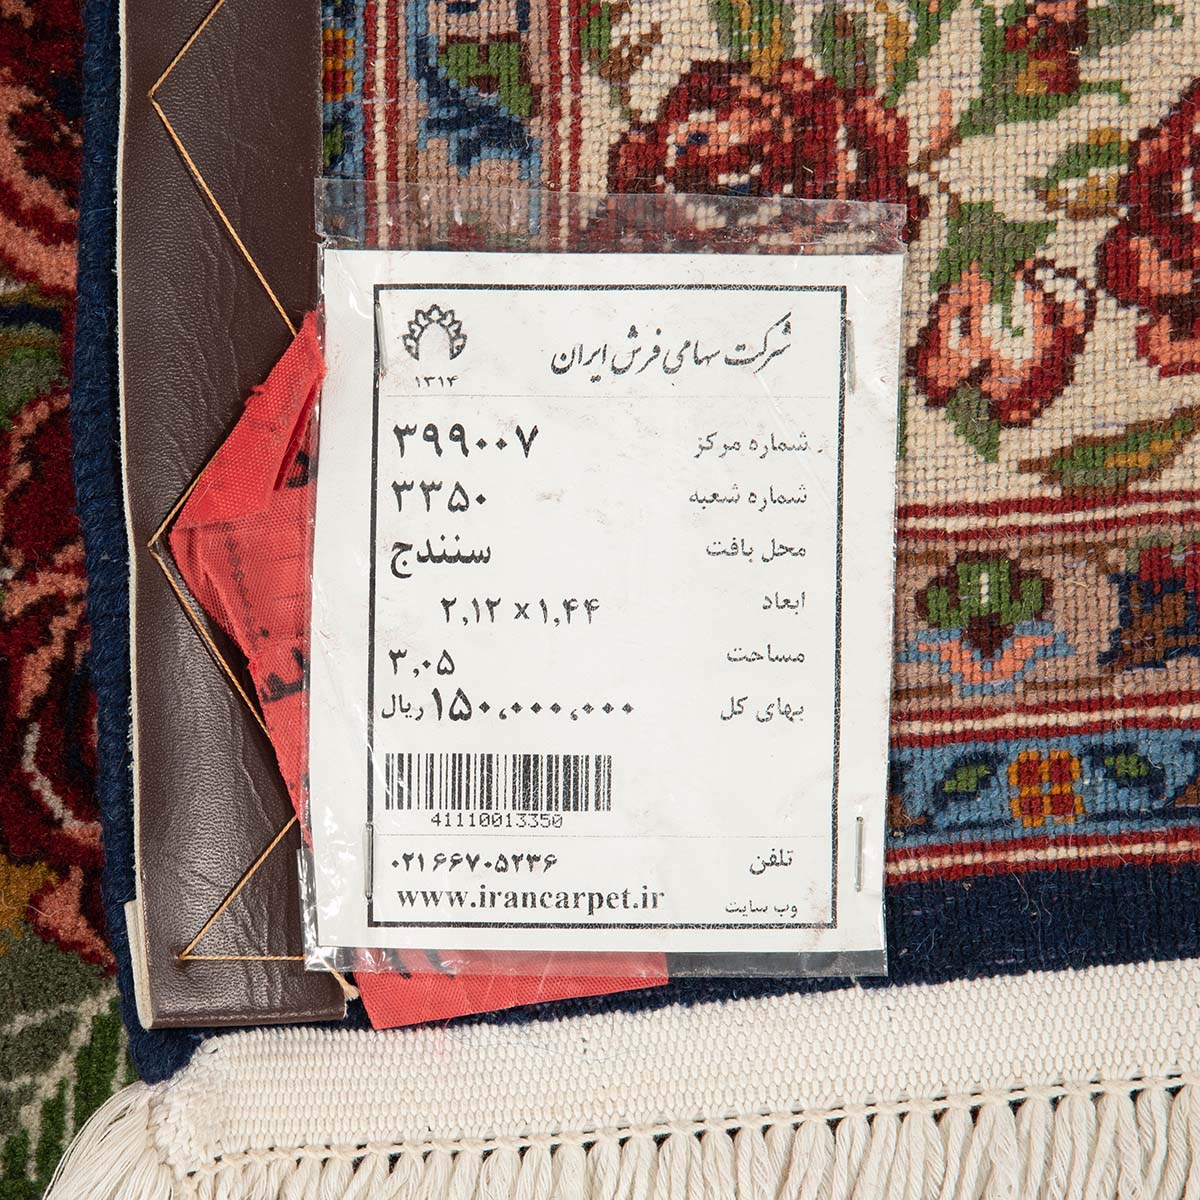 شرکت سهامی فرش ایران
۱۳۱۴
شماره مرکز ۳۹۹۰۰۷
شماره شعبه ۳۳۵۰
محل بافت سنندج
ابعاد ۲,۱۲ × ۱,۴۴
مساحت ۳,۰۵
بهای کل ۱۵۰,۰۰۰,۰۰۰ ریال
41110013350
تلفن ۰۲۱۶۶۷۰۵۲۳۶
وب سایت www.irancarpet.ir